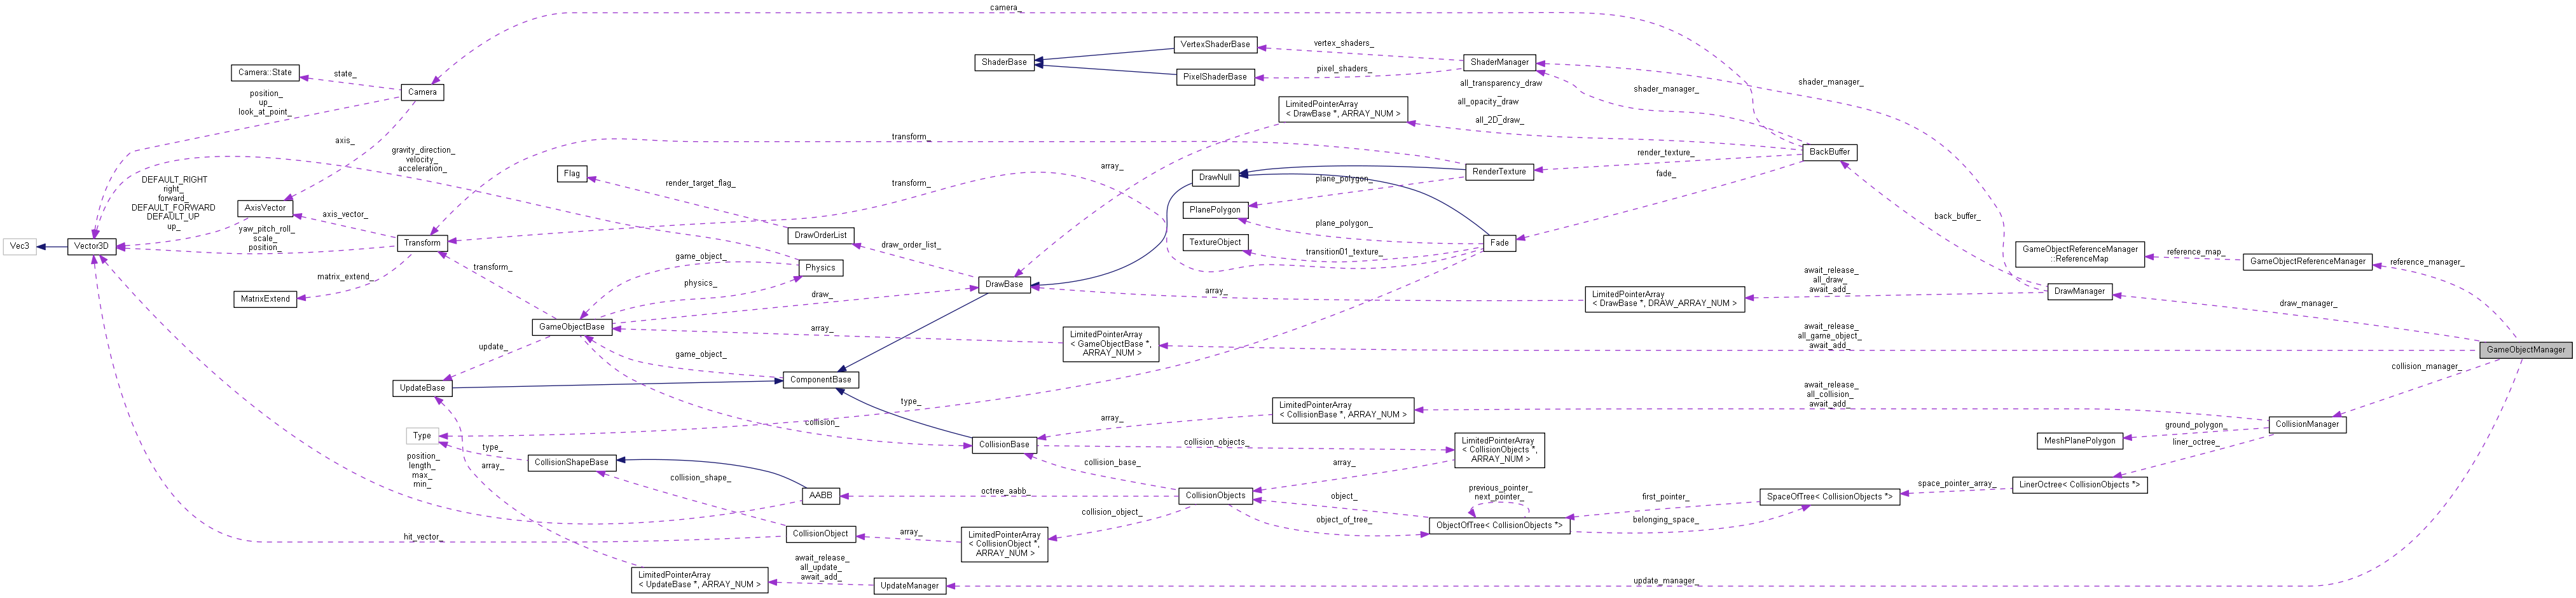 camera_
VertexShaderBase
vertex_shaders_
ShaderBase
ShaderManager
Camera::State
state_
PixelShaderBase
pixel_shaders_
Camera
shader_manager_
shader_manager_
position_
up_
look_at_point_
all_transparency_draw
_
all_opacity_draw
_
all_2D_draw_
LimitedPointerArray
< DrawBase *, ARRAY_NUM >
axis_
transform_
gravity_direction_
velocity_
acceleration_
array_
BackBuffer
render_texture_
RenderTexture
fade_
Flag
render_target_flag_
transform_
DrawNull
plane_polygon_
DEFAULT_RIGHT
right_
forward_
DEFAULT_FORWARD
DEFAULT_UP
up_
AxisVector
axis_vector_
PlanePolygon
plane_polygon_
back_buffer_
yaw_pitch_roll_
scale_
position_
Vec3
Vector3D
Transform
DrawOrderList
draw_order_list_
TextureObject
transition01_texture_
Fade
GameObjectReferenceManager
::ReferenceMap
reference_map_
GameObjectReferenceManager
reference_manager_
matrix_extend_
MatrixExtend
transform_
game_object_
Physics
physics_
draw_
DrawBase
array_
LimitedPointerArray
< DrawBase *, DRAW_ARRAY_NUM >
await_release_
all_draw_
await_add_
DrawManager
draw_manager_
GameObjectBase
array_
LimitedPointerArray
< GameObjectBase *,
ARRAY_NUM >
await_release_
all_game_object_
await_add_
GameObjectManager
update_
game_object_
collision_manager_
UpdateBase
ComponentBase
type_
LimitedPointerArray
< CollisionBase *, ARRAY_NUM >
await_release_
all_collision_
await_add_
array_
collision_
CollisionManager
Type
CollisionBase
collision_objects_
LimitedPointerArray
< CollisionObjects *,
ARRAY_NUM >
MeshPlanePolygon
ground_polygon_
liner_octree_
type_
CollisionShapeBase
array_
position_
length_
max_
min_
array_
collision_shape_
collision_base_
array_
AABB
octree_aabb_
CollisionObjects
object_
previous_pointer_
next_pointer_
first_pointer_
SpaceOfTree< CollisionObjects *>
space_pointer_array_
LinerOctree< CollisionObjects *>
collision_object_
object_of_tree_
ObjectOfTree< CollisionObjects *>
belonging_space_
hit_vector_
CollisionObject
array_
LimitedPointerArray
< CollisionObject *,
ARRAY_NUM >
LimitedPointerArray
< UpdateBase *, ARRAY_NUM >
await_release_
all_update_
await_add_
UpdateManager
update_manager_